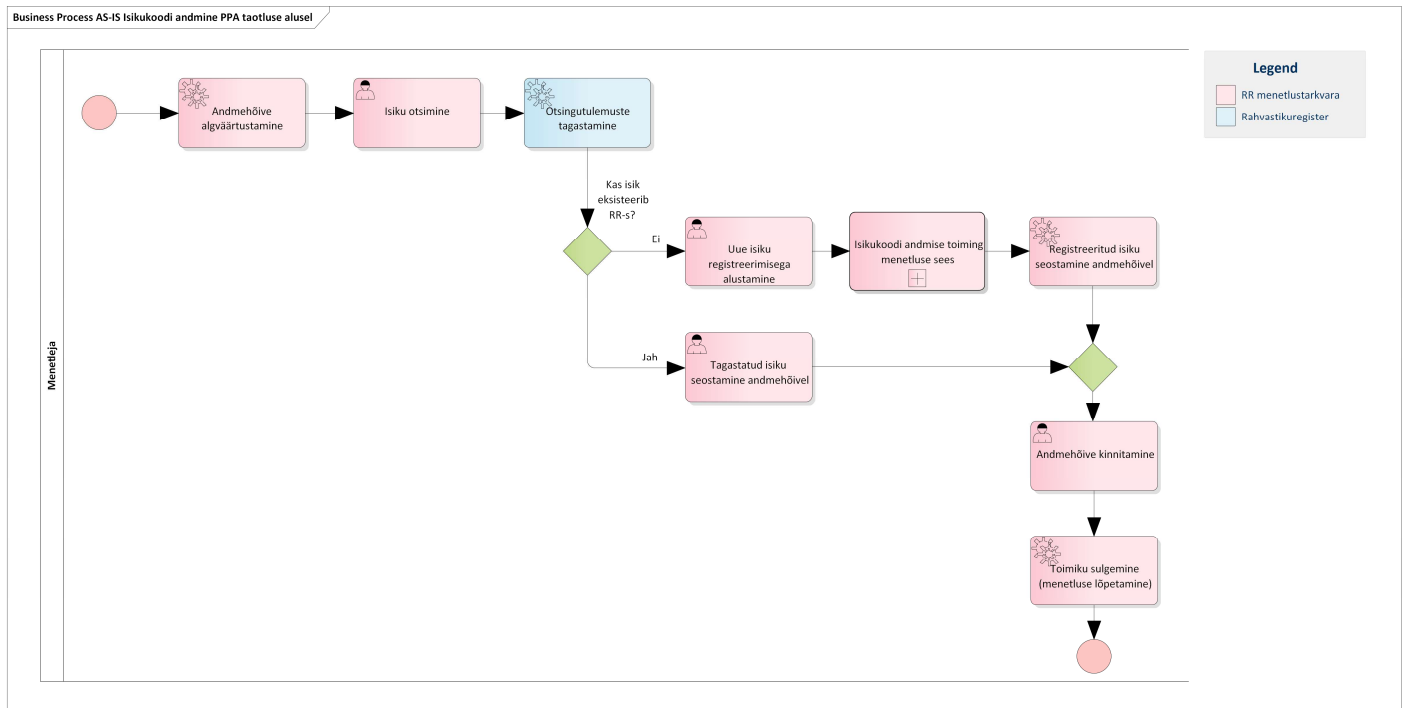 Business Process AS-IS Isikukoodi andmine PPA taotluse alusel
Legend
RR menetlustarkvara
Rahvastikuregister
Menetleja
Andmehõive
algväärtustamine
Isiku otsimine
Otsingutulemuste
tagastamine
Kas isik
eksisteerib
RR-s?
Ei
Uue isiku
registreerimisega
alustamine
Isikukoodi andmise toiming
menetluse sees
Registreeritud isiku
seostamine andmehõivel
Jah
Tagastatud isiku
seostamine andmehõivel
Andmehõive kinnitamine
Toimiku sulgemine
(menetluse lõpetamine)